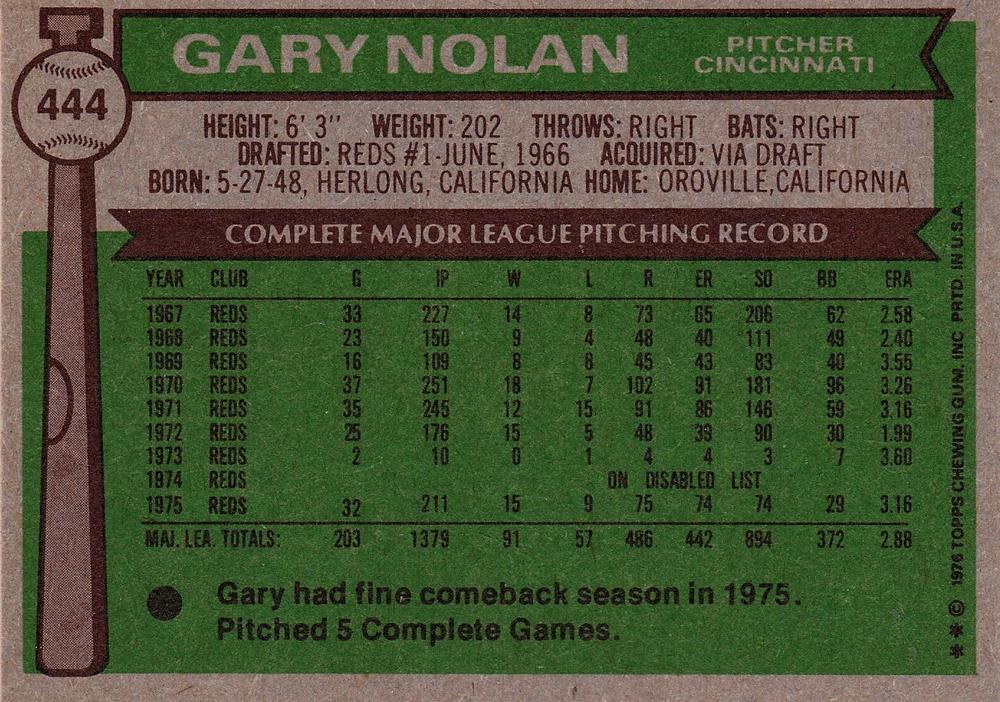 444
GARY NOLAN PITCHER CINCINNATI
HEIGHT: 6' 3" WEIGHT: 202 THROWS: RIGHT BATS: RIGHT
DRAFTED: REDS #1-JUNE, 1966 ACQUIRED: VIA DRAFT
BORN: 5-27-48, HERLONG, CALIFORNIA HOME: OROVILLE, CALIFORNIA
COMPLETE MAJOR LEAGUE PITCHING RECORD
YEAR CLUB G IP W L R ER SO BB ERA
1967 REDS 33 227 14 8 73 65 206 62 2.58
1968 REDS 23 150 9 4 48 40 111 49 2.40
1969 REDS 16 109 8 8 45 43 83 40 3.55
1970 REDS 37 251 18 7 102 91 181 96 3.26
1971 REDS 35 245 12 15 91 86 146 59 3.16
1972 REDS 25 176 15 5 48 39 90 30 1.99
1973 REDS 2 10 0 1 4 4 3 7 3.60
1974 REDS ON DISABLED LIST
1975 REDS 32 211 15 9 75 74 74 29 3.16
MAJ. LEA. TOTALS: 203 1379 91 57 486 442 894 372 2.88
Gary had fine comeback season in 1975.
Pitched 5 Complete Games.
** © 1976 TOPPS CHEWING GUM, INC PRTD. IN U.S.A.